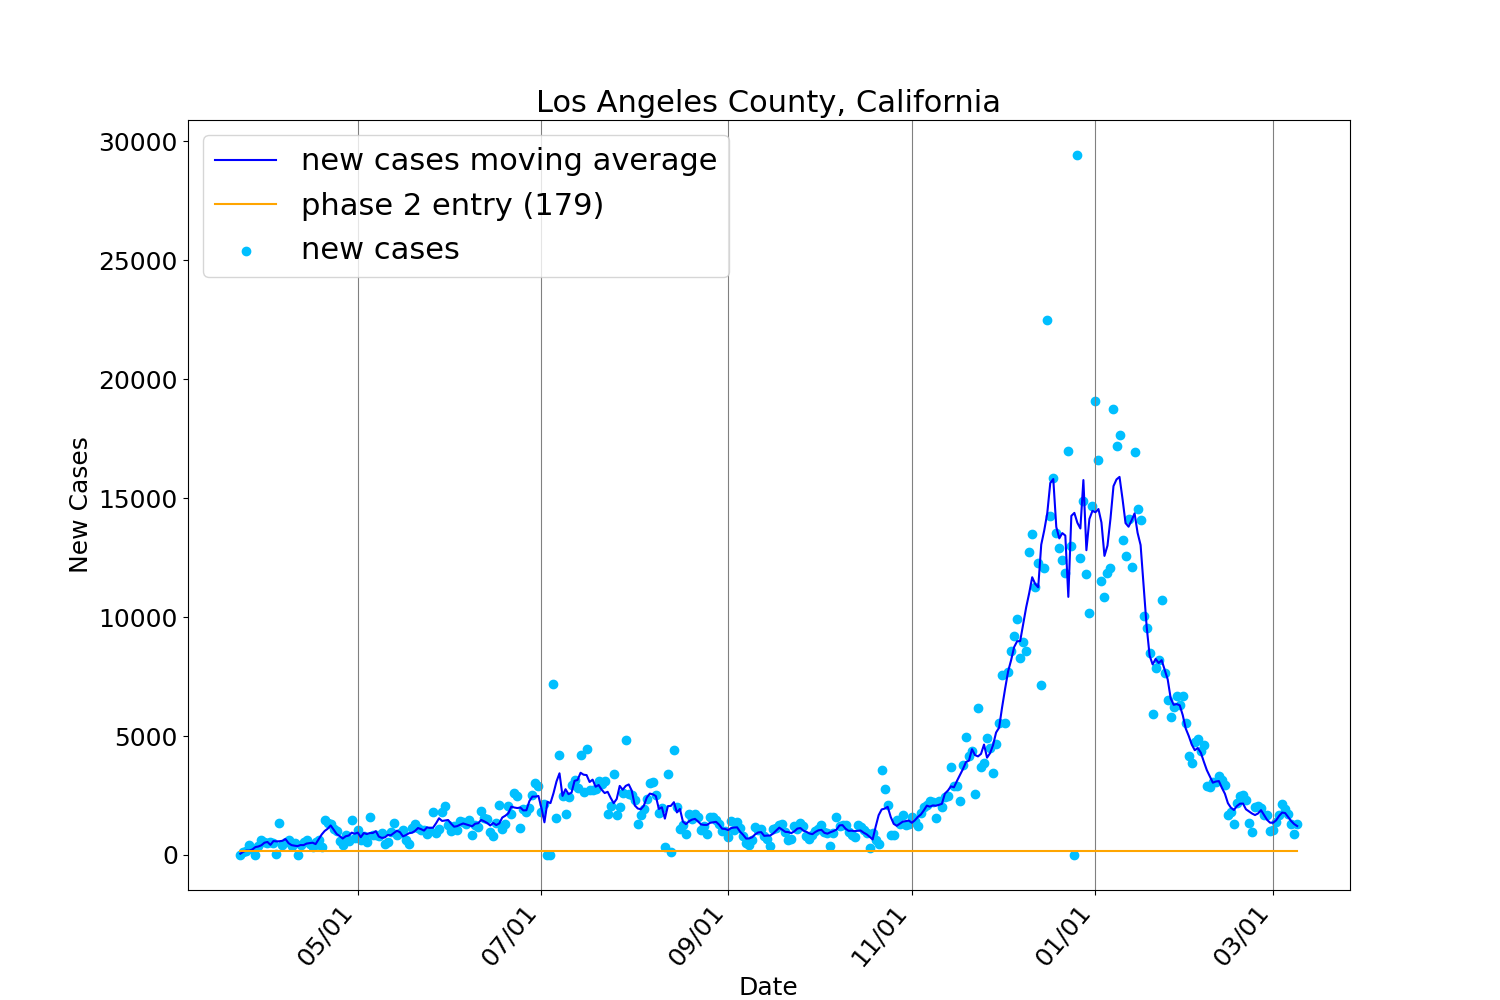 Los Angeles County, California
new cases moving average
phase 2 entry (179)
new cases
30000
25000
20000
15000
10000
5000
0
New Cases
05/01
07/01
09/01
11/01
01/01
03/01
Date